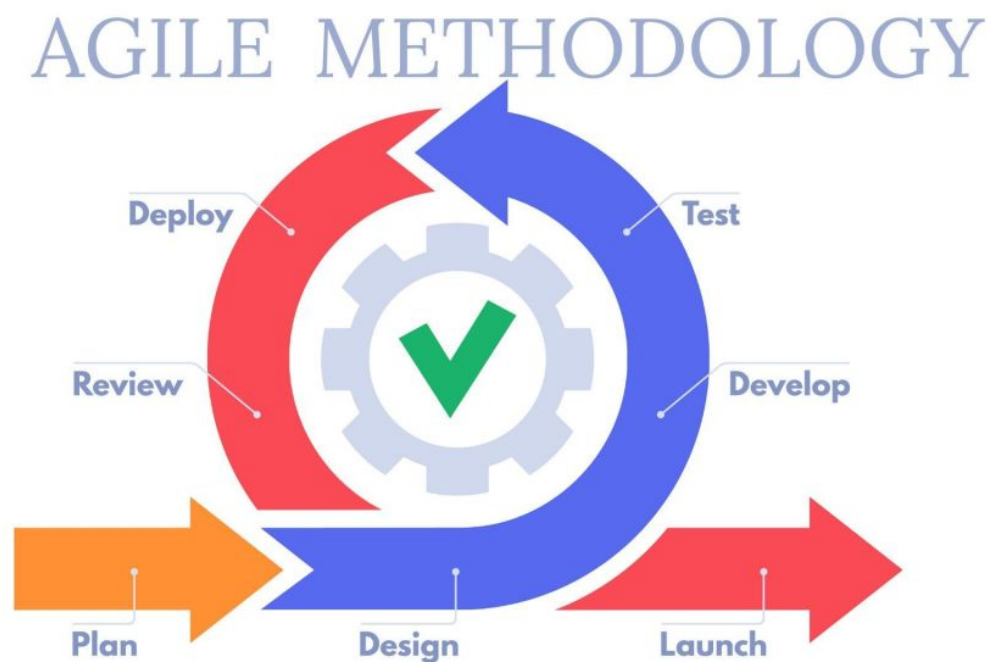 AGILE METHODOLOGY
Deploy
Test
Review
Develop
Plan
Design
Launch